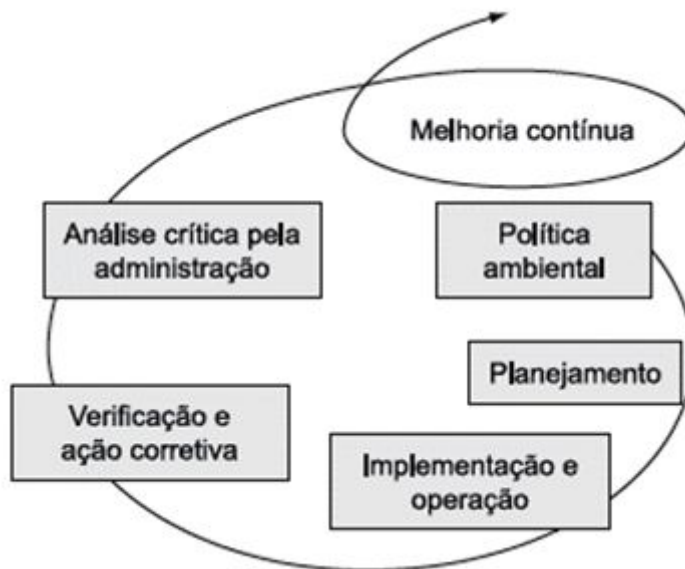 Melhoria contínua
Análise crítica pela
administração
Política
ambiental
Planejamento
Verificação e
ação corretiva
Implementação e
operação